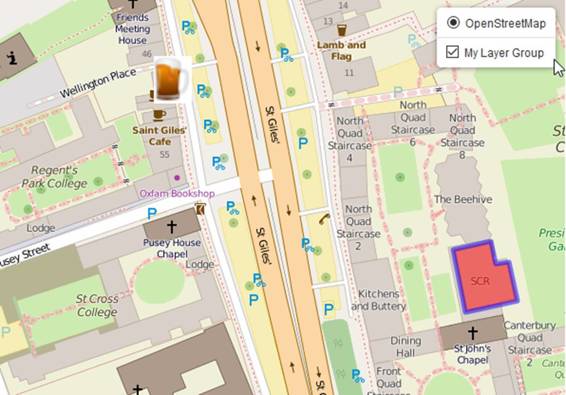 Friends
Meeting
House
46
Wellington Place
Saint Giles'
Cafe
55
Regent's
Park College
Oxfam Bookshop
Lodge
Pusey House
Chapel
Lodge
usey Street
St Cross
College
St Giles'
St Giles'
14
13
Lamb and
Flag
11
OpenStreetMap
My Layer Group
North
Quad
Staircase
4
North
Quad
Staircase
6
North
Quad
Staircase
8
The Beehive
North
Quad
Staircase
2
SCR
Kitchens
and Buttery
Dining
Hall
St John's
Chapel
Canterbury
Quad
Staircase
2
Front
Quad
Staircase
P
P
P
P
P
P
P